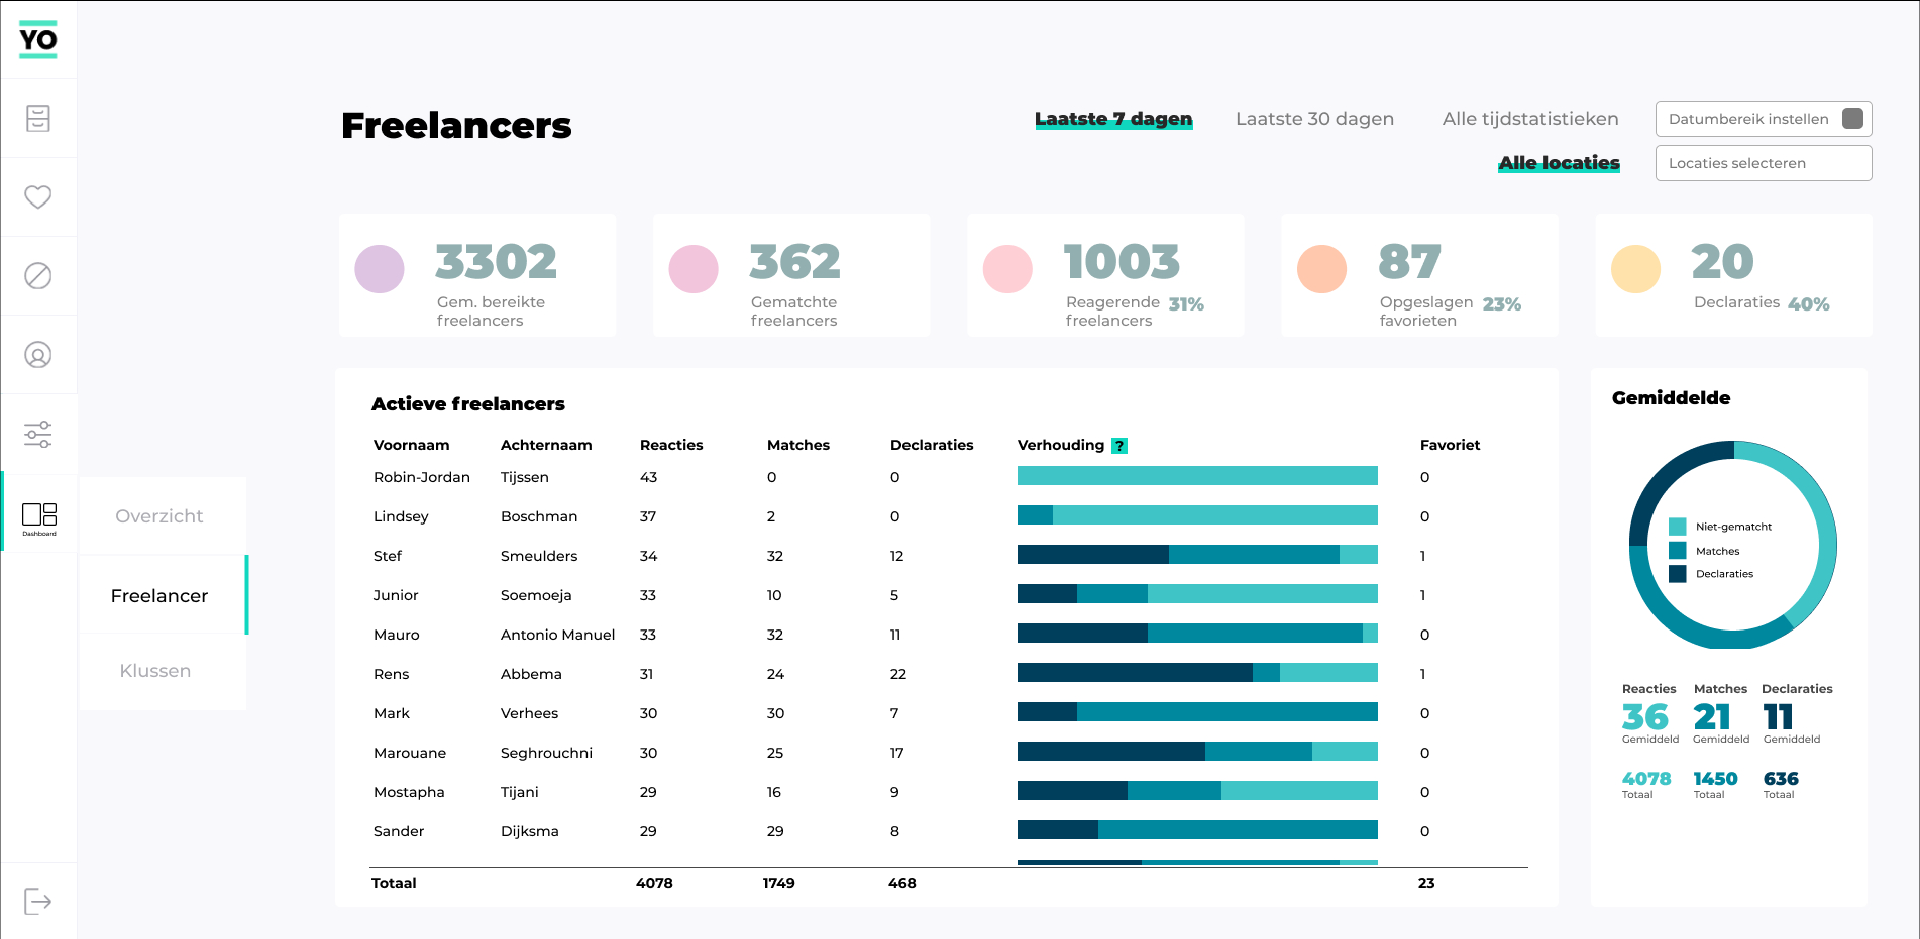 YO
Freelancers
Laatste 7 dagen
Laatste 30 dagen
Alle tijdstatistieken
Datumbereik instellen
Alle locaties
Locaties selecteren
3302
Gem. bereikte
freelancers
362
Gematchte
freelancers
1003
Reagerende 31%
freelancers
87
Opgeslagen 23%
favorieten
20
Declaraties 40%
Dashboard
Overzicht
Freelancer
Klussen
Actieve freelancers
Voornaam Achternaam Reacties Matches Declaraties Verhouding ? Favoriet
Robin-Jordan Tijssen 43 0 0 0
Lindsey Boschman 37 2 0 0
Stef Smeulders 34 32 12 1
Junior Soemoeja 33 10 5 1
Mauro Antonio Manuel 33 32 11 0
Rens Abbema 31 24 22 1
Mark Verhees 30 30 7 0
Marouane Seghrouchni 30 25 17 0
Mostapha Tijani 29 16 9 0
Sander Dijksma 29 29 8 0
Totaal 4078 1749 468 23
Gemiddelde
Niet-gematcht
Matches
Declaraties
Reacties Matches Declaraties
36 21 11
Gemiddeld Gemiddeld Gemiddeld
4078 1450 636
Totaal Totaal Totaal